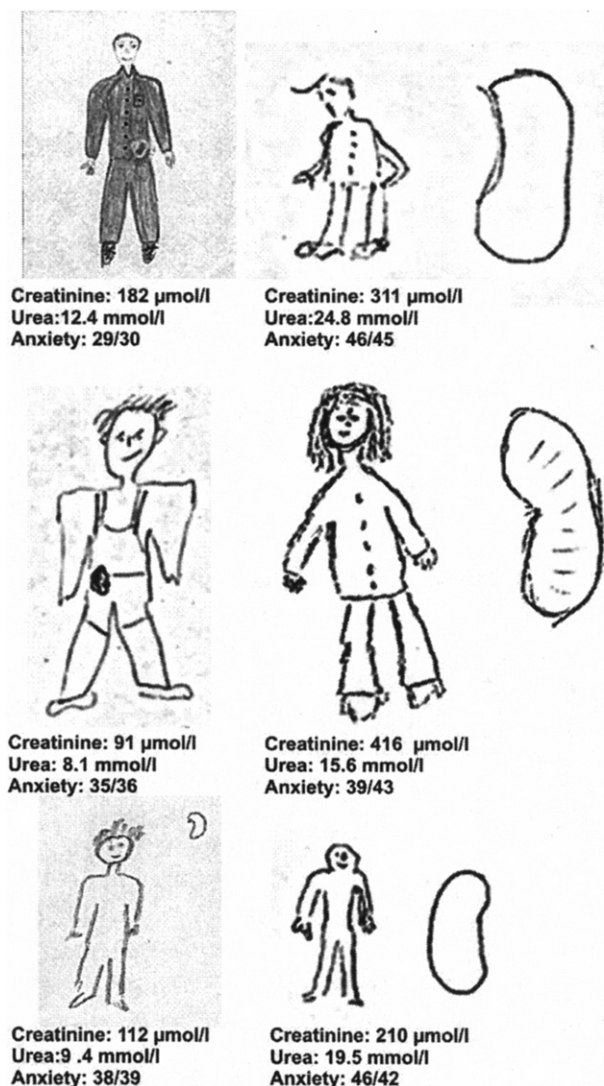 Creatinine: 182 µmol/l
Urea:12.4 mmol/l
Anxiety: 29/30
Creatinine: 311 µmol/l
Urea:24.8 mmol/l
Anxiety: 46/45
Creatinine: 91 µmol/l
Urea: 8.1 mmol/l
Anxiety: 35/36
Creatinine: 416 µmol/l
Urea: 15.6 mmol/l
Anxiety: 39/43
Creatinine: 112 µmol/l
Urea:9 .4 mmol/l
Anxiety: 38/39
Creatinine: 210 µmol/l
Urea: 19.5 mmol/l
Anxiety: 46/42